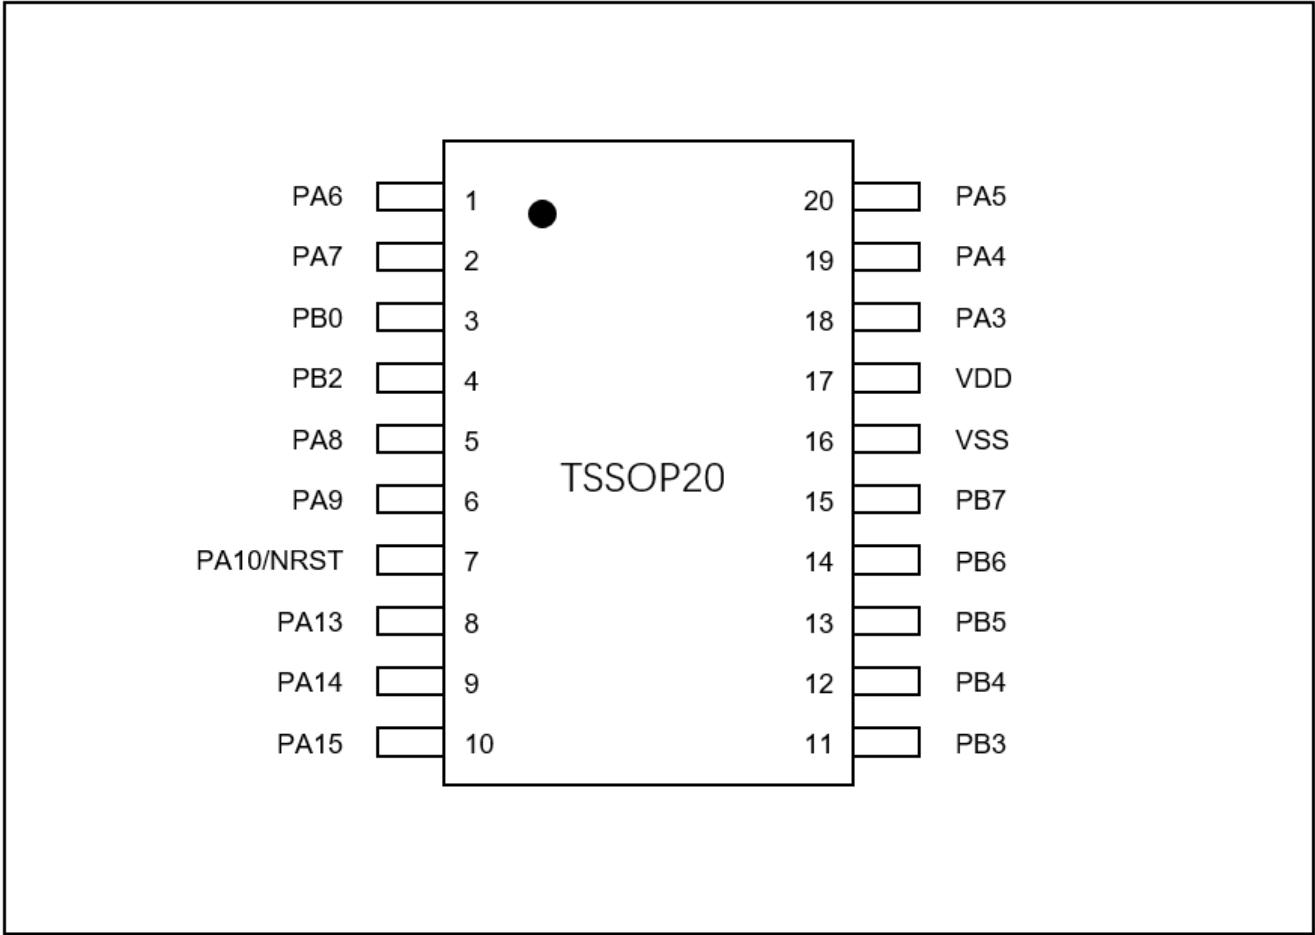 PA6 1 20 PA5
PA7 2 19 PA4
PB0 3 18 PA3
PB2 4 17 VDD
PA8 5 16 VSS
TSSOP20
PA9 6 15 PB7
PA10/NRST 7 14 PB6
PA13 8 13 PB5
PA14 9 12 PB4
PA15 10 11 PB3